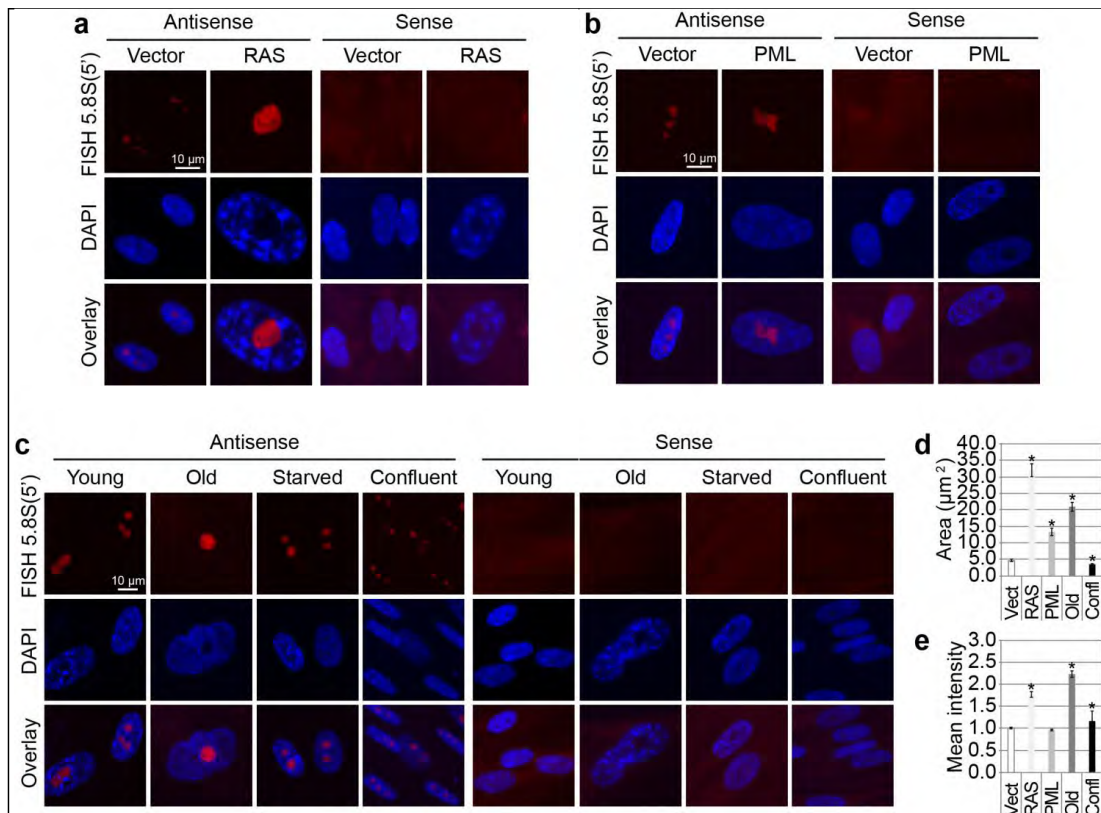 a
Antisense Sense
Vector RAS Vector RAS
FISH 5.8S(5’)
10 µm
DAPI
Overlay
b
Antisense Sense
Vector PML Vector PML
FISH 5.8S(5’)
10 µm
DAPI
Overlay
c
Antisense Sense
Young Old Starved Confluent Young Old Starved Confluent
FISH 5.8S(5’)
10 µm
DAPI
Overlay
d
Area (µm²)
40.0
35.0
30.0
25.0
20.0
15.0
10.0
5.0
0.0
* * * *
Vect RAS PML Old Confl
e
Mean intensity
3.0
2.5
2.0
1.5
1.0
0.5
0.0
* * *
Vect RAS PML Old Confl